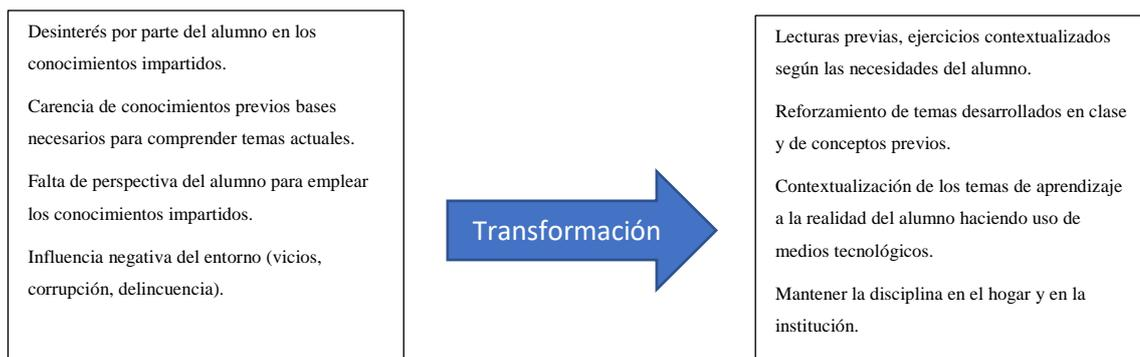 Desinterés por parte del alumno en los
conocimientos impartidos.
Carencia de conocimientos previos bases
necesarios para comprender temas actuales.
Falta de perspectiva del alumno para emplear
los conocimientos impartidos.
Influencia negativa del entorno (vicios,
corrupción, delincuencia).
Transformación
Lecturas previas, ejercicios contextualizados
según las necesidades del alumno.
Reforzamiento de temas desarrollados en clase
y de conceptos previos.
Contextualización de los temas de aprendizaje
a la realidad del alumno haciendo uso de
medios tecnológicos.
Mantener la disciplina en el hogar y en la
institución.